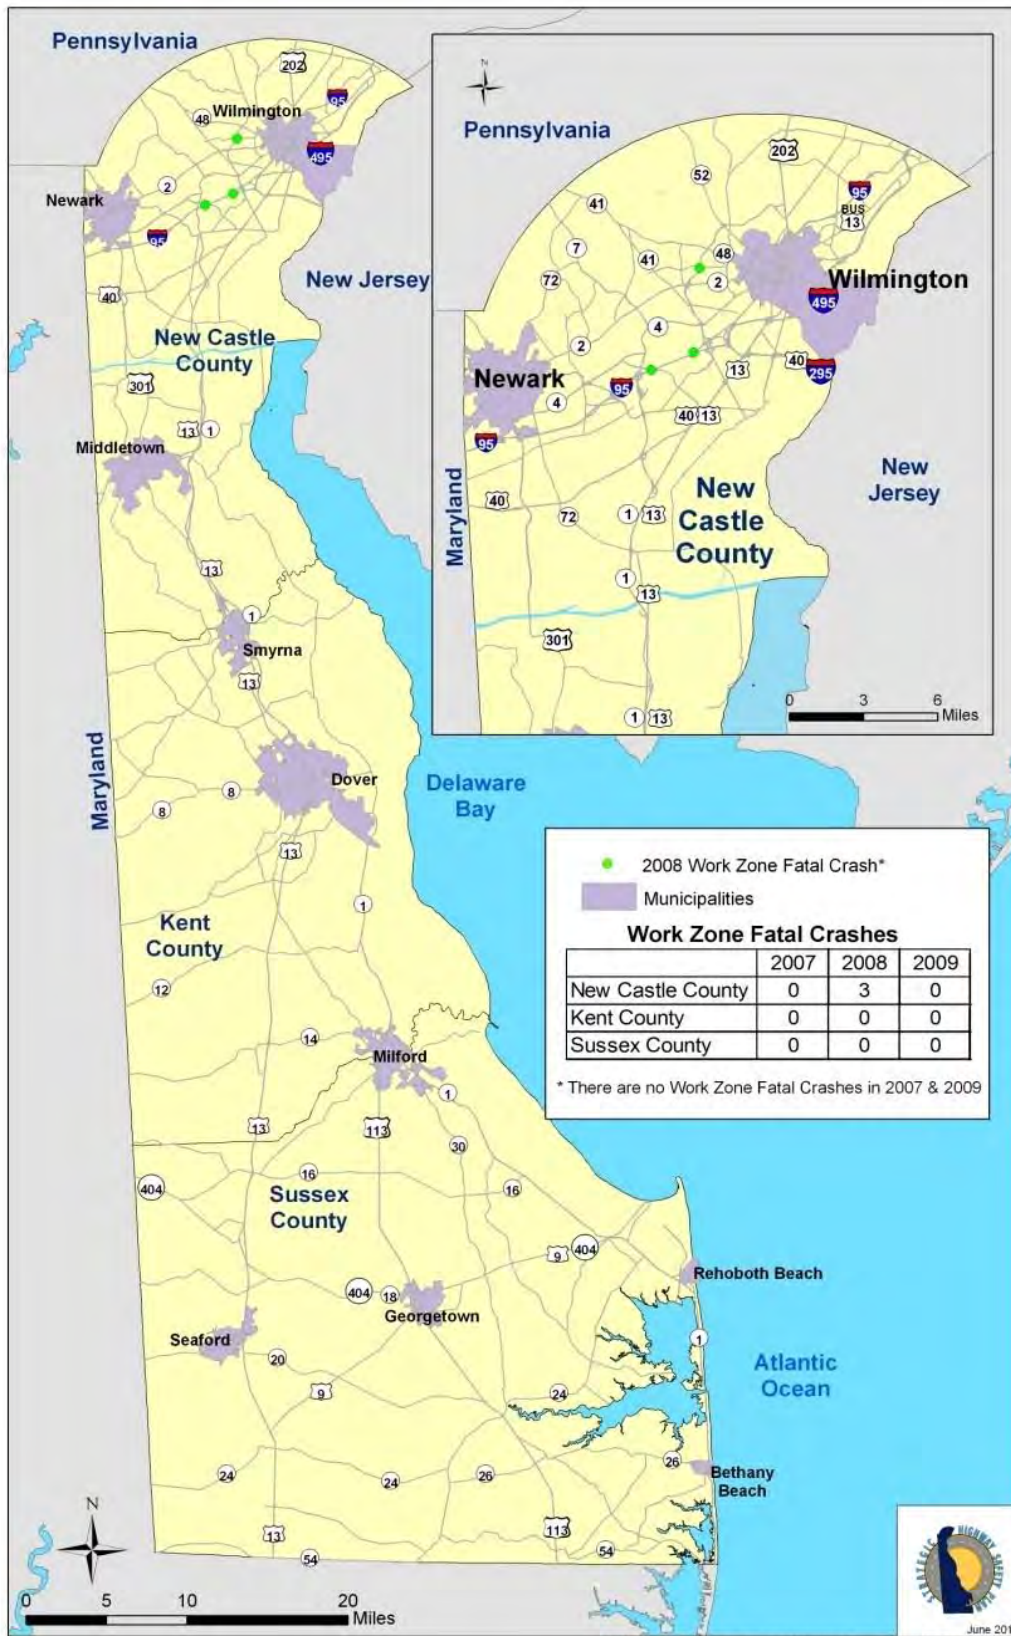 Pennsylvania
202
95
48
Wilmington
495
2
Newark
95
New Jersey
40
New Castle
County
301
13
1
Middletown
13
1
Smyrna
13
Maryland
Dover
8
8
13
Delaware
Bay
1
Kent
County
12
14
Milford
1
13
113
30
16
16
404
Sussex
County
9
404
Rehoboth Beach
404
18
Georgetown
Seaford
1
20
9
24
Atlantic
Ocean
24
24
26
26
Bethany
Beach
13
113
54
54
N
0 5 10 20
Miles
N
Pennsylvania
202
52
95
BUS
13
41
7
41
48
72
2
Wilmington
495
4
2
40
13
295
Newark
95
4
40
13
95
New
Jersey
Maryland
40
72
1
13
New
Castle
County
1
13
301
1
13
0 3 6
Miles
2008 Work Zone Fatal Crash*
Municipalities
Work Zone Fatal Crashes
2007 2008 2009
New Castle County 0 3 0
Kent County 0 0 0
Sussex County 0 0 0
* There are no Work Zone Fatal Crashes in 2007 & 2009
STRATEGIC HIGHWAY SAFETY PLAN
June 201